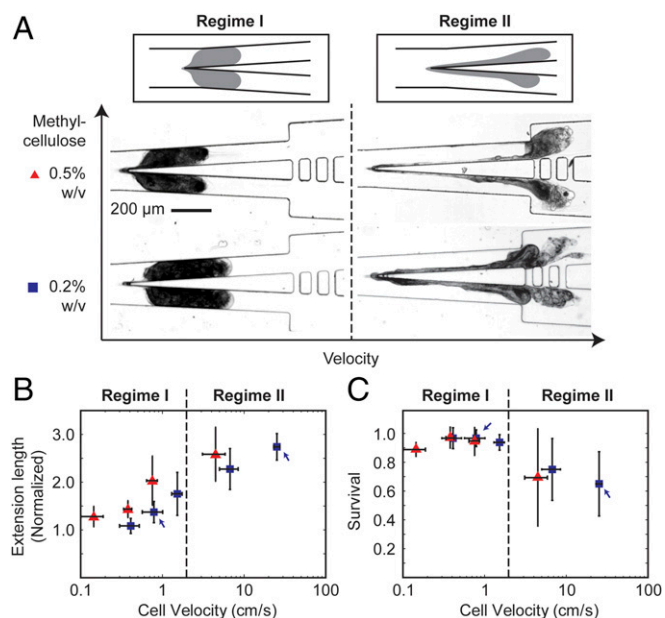 A
Regime I
Regime II
Methyl-
cellulose
0.5%
w/v
200 µm
0.2%
w/v
Velocity
B
Regime I
Regime II
Extension length
(Normalized)
3.0
2.0
1.0
0.1
1
10
100
Cell Velocity (cm/s)
C
Regime I
Regime II
Survival
1.0
0.8
0.6
0.4
0.2
0.1
1
10
100
Cell Velocity (cm/s)